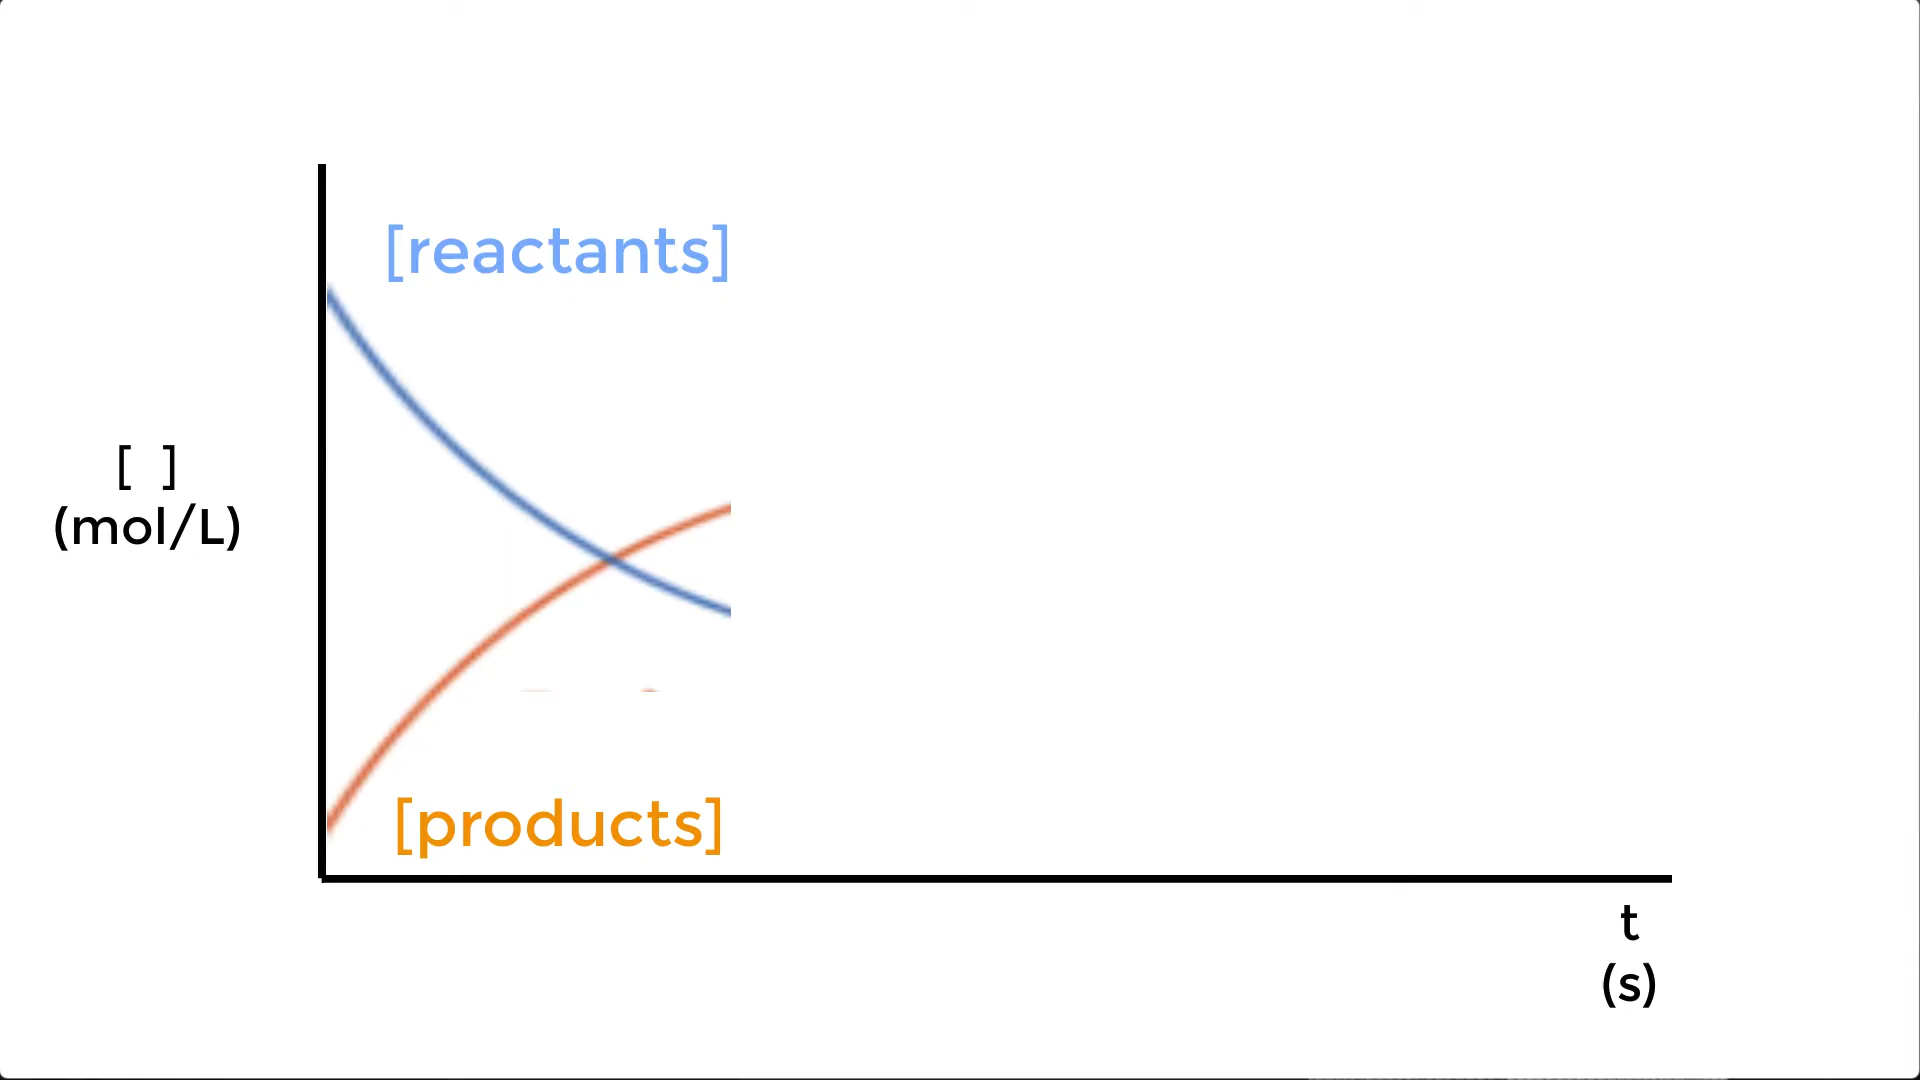 [reactants]
[ ]
(mol/L)
[products]
t
(s)